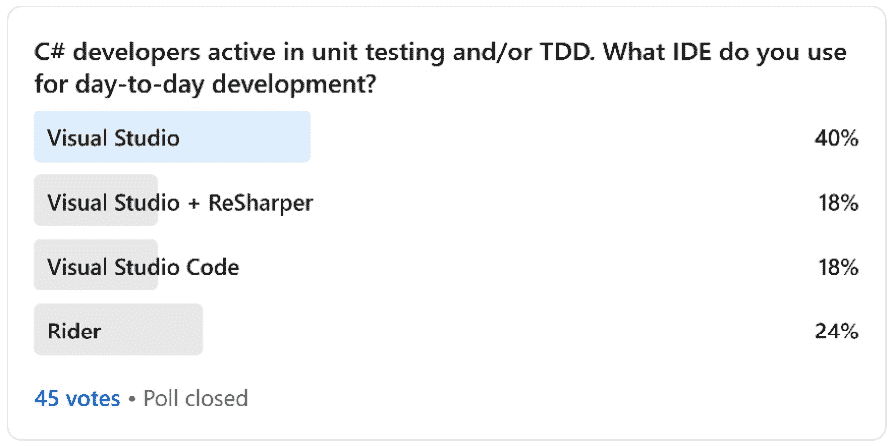 C# developers active in unit testing and/or TDD. What IDE do you use
for day-to-day development?
Visual Studio 40%
Visual Studio + ReSharper 18%
Visual Studio Code 18%
Rider 24%
45 votes • Poll closed